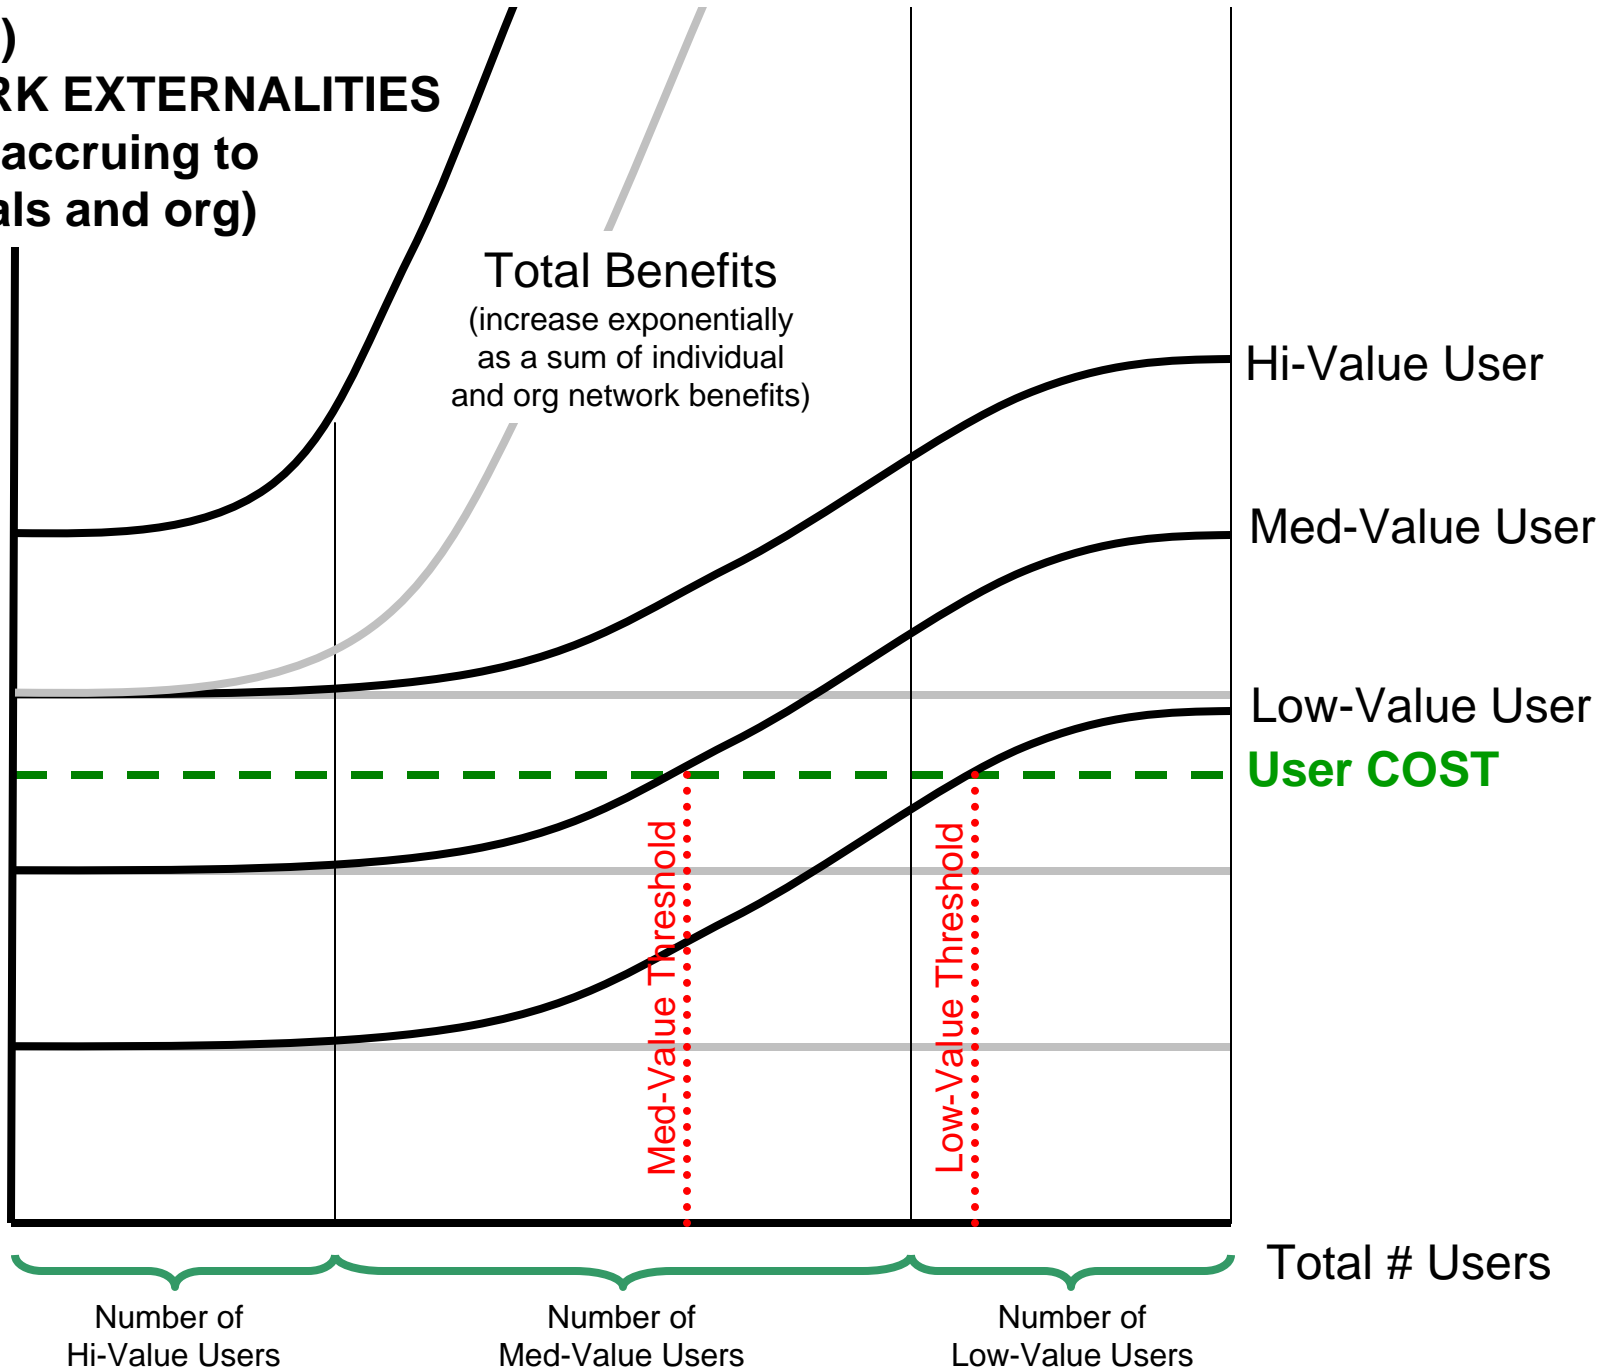 )
RK EXTERNALITIES
accruing to
als and org)
Total Benefits
(increase exponentially
as a sum of individual
and org network benefits)
Hi-Value User
Med-Value User
Low-Value User
User COST
Med-Value Threshold
Low-Value Threshold
Total # Users
Number of
Hi-Value Users
Number of
Med-Value Users
Number of
Low-Value Users